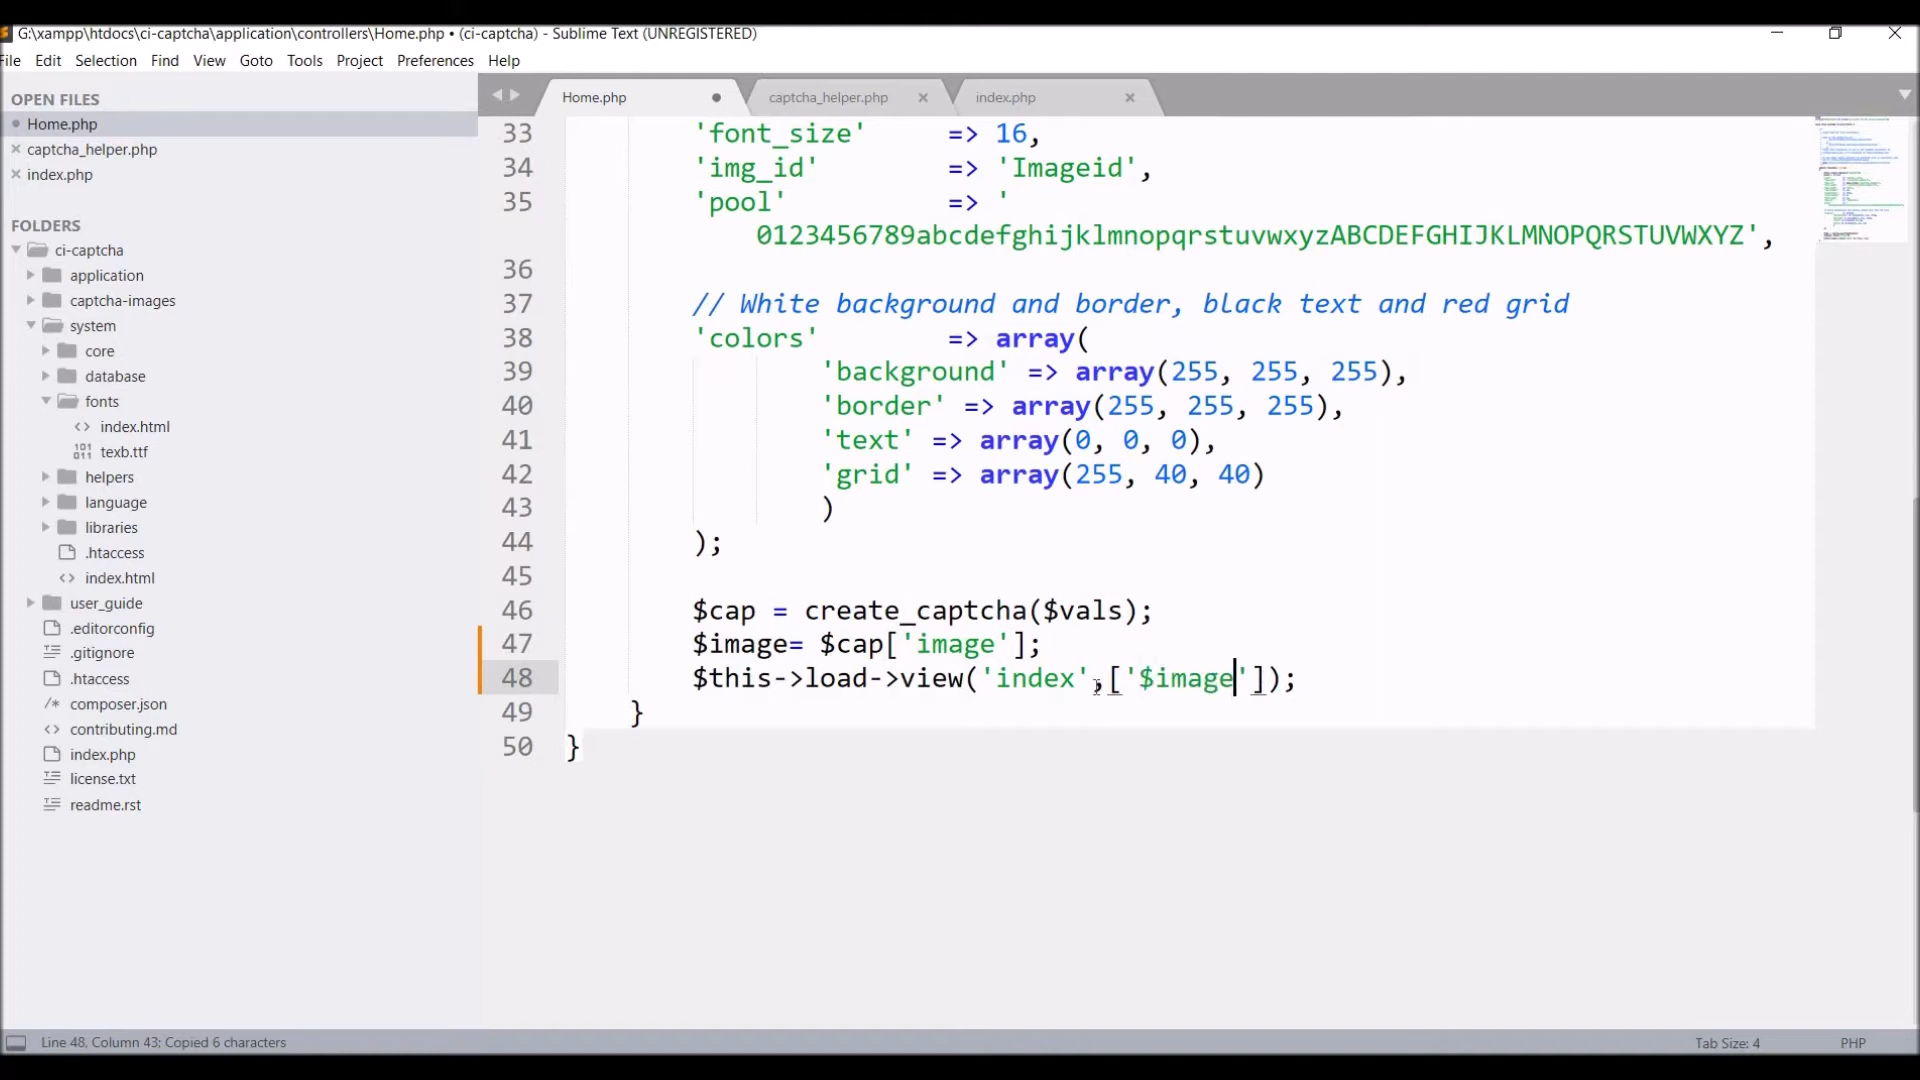 G:\xampp\htdocs\ci-captcha\application\controllers\Home.php • (ci-captcha) - Sublime Text (UNREGISTERED)
File Edit Selection Find View Goto Tools Project Preferences Help
OPEN FILES
Home.php
captcha_helper.php
index.php
FOLDERS
ci-captcha
application
captcha-images
system
core
database
fonts
index.html
texb.ttf
helpers
language
libraries
.htaccess
index.html
user_guide
.editorconfig
.gitignore
.htaccess
composer.json
contributing.md
index.php
license.txt
readme.rst
Home.php captcha_helper.php index.php
33 'font_size' => 16,
34 'img_id' => 'Imageid',
35 'pool' => '
0123456789abcdefghijklmnopqrstuvwxyzABCDEFGHIJKLMNOPQRSTUVWXYZ',
36
37 // White background and border, black text and red grid
38 'colors' => array(
39 'background' => array(255, 255, 255),
40 'border' => array(255, 255, 255),
41 'text' => array(0, 0, 0),
42 'grid' => array(255, 40, 40)
43 )
44 );
45
46 $cap = create_captcha($vals);
47 $image= $cap['image'];
48 $this->load->view('index',['$image']);
49 }
50 }
Line 48, Column 43; Copied 6 characters
Tab Size: 4
PHP